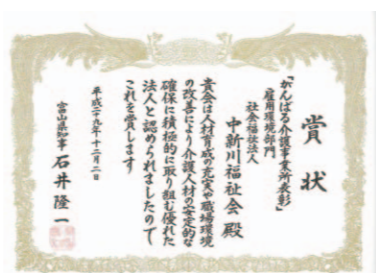 賞状
「がんばる介護事業所表彰」
雇用環境部門
社会福祉法人
中新川福祉会殿
貴会は人材育成の充実や職場環境
の改善により介護人材の安定的な
確保に積極的に取り組む優れた
法人と認められましたので
これを賞します
平成二十九年十二月二日
富山県知事 石井隆一